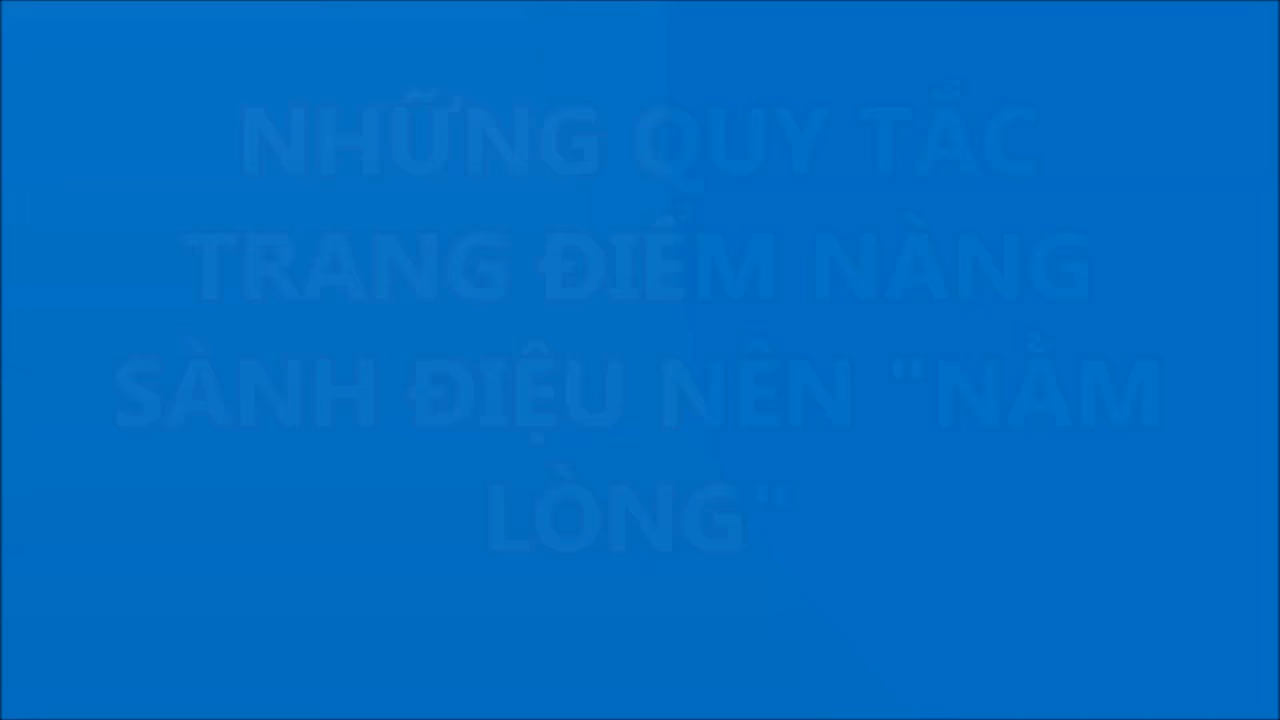 NHỮNG QUY TẮC
TRANG ĐIỂM NÀNG
SÀNH ĐIỆU NÊN "NẰM
LÒNG"